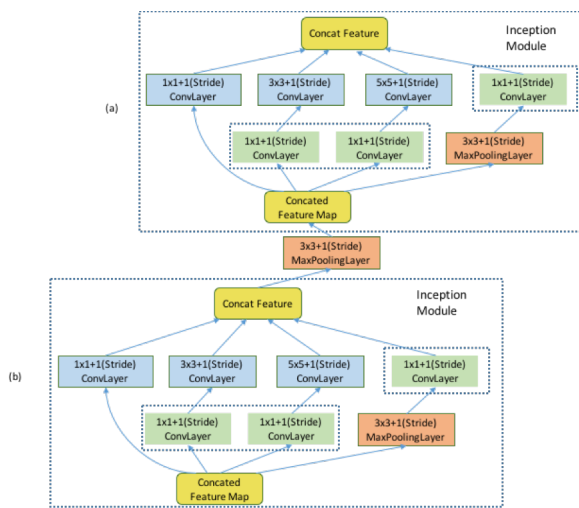 Concat Feature
Inception
Module
1x1+1(Stride)
ConvLayer
3x3+1(Stride)
ConvLayer
5x5+1(Stride)
ConvLayer
1x1+1(Stride)
ConvLayer
(a)
1x1+1(Stride)
ConvLayer
1x1+1(Stride)
ConvLayer
3x3+1(Stride)
MaxPoolingLayer
Concated
Feature Map
3x3+1(Stride)
MaxPoolingLayer
Concat Feature
Inception
Module
1x1+1(Stride)
ConvLayer
3x3+1(Stride)
ConvLayer
5x5+1(Stride)
ConvLayer
1x1+1(Stride)
ConvLayer
(b)
1x1+1(Stride)
ConvLayer
1x1+1(Stride)
ConvLayer
3x3+1(Stride)
MaxPoolingLayer
Concated
Feature Map